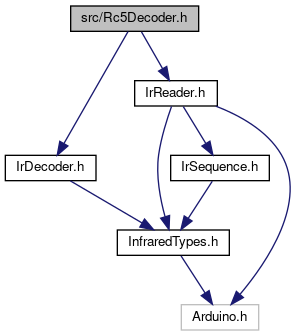 src/Rc5Decoder.h
IrReader.h
IrDecoder.h
IrSequence.h
InfraredTypes.h
Arduino.h